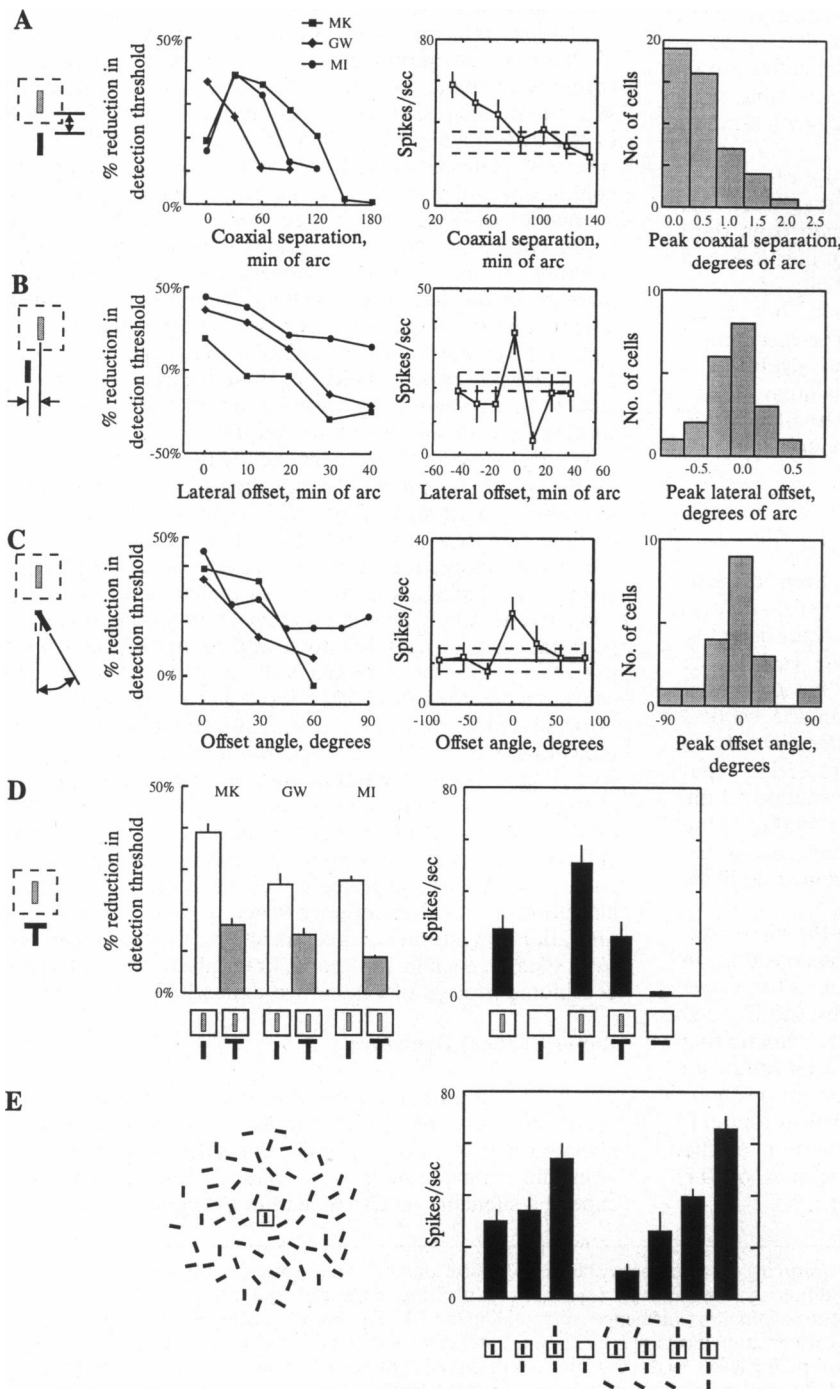 A
50%
% reduction in
detection threshold
0%
MK
GW
MI
0 30 60 90 120 150 180
Coaxial separation,
min of arc
80
Spikes/sec
0
20 60 100 140
Coaxial separation,
min of arc
20
No. of cells
10
0
0.0 0.5 1.0 1.5 2.0 2.5
Peak coaxial separation,
degrees of arc
B
50%
% reduction in
detection threshold
0%
-50%
0 10 20 30 40
Lateral offset, min of arc
50
Spikes/sec
0
-60 -40 -20 0 20 40 60
Lateral offset, min of arc
10
No. of cells
0
-0.5 0.0 0.5
Peak lateral offset,
degrees of arc
C
50%
% reduction in
detection threshold
0%
0 30 60 90
Offset angle, degrees
40
Spikes/sec
0
-100 -50 0 50 100
Offset angle, degrees
10
No. of cells
0
-90 0 90
Peak offset angle,
degrees
D
50%
% reduction in
detection threshold
0%
MK GW MI
80
Spikes/sec
0
E
80
Spikes/sec
0